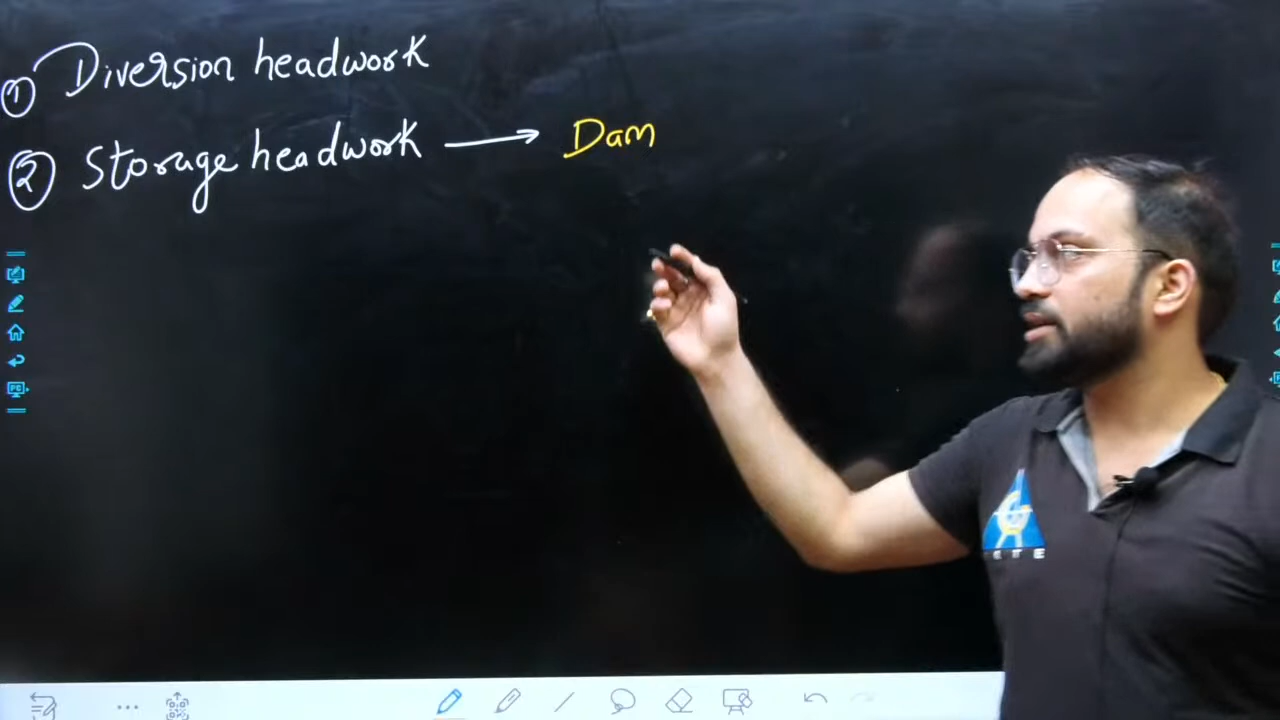 ① Diversion headwork
② Storage headwork → Dam